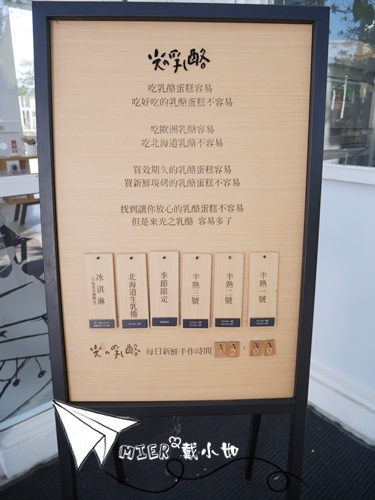 光の乳酪
吃乳酪蛋糕容易
吃好吃的乳酪蛋糕不容易
吃歐洲乳酪容易
吃北海道乳酪不容易
買效期久的乳酪蛋糕容易
買新鮮現烤的乳酪蛋糕不容易
找到讓你放心的乳酪蛋糕不容易
但是來光之乳酪 容易多了
半熟一號
半熟二號
半熟三號
季節限定
北海道生乳捲
冰淇淋
光の乳酪 每日新鮮手作時間 12:00
MIER 戴小如